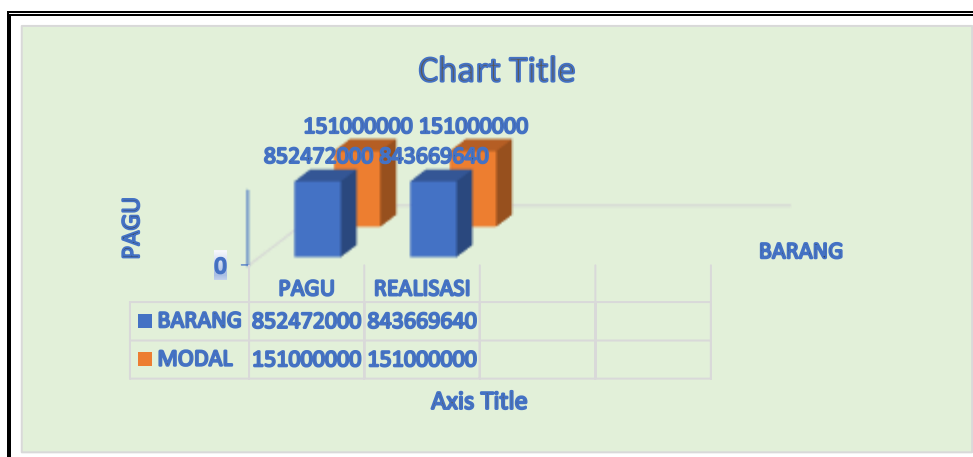 Chart Title
151000000 151000000
852472000 843669640
PAGU
0
BARANG
PAGU REALISASI
BARANG 852472000 843669640
MODAL 151000000 151000000
Axis Title